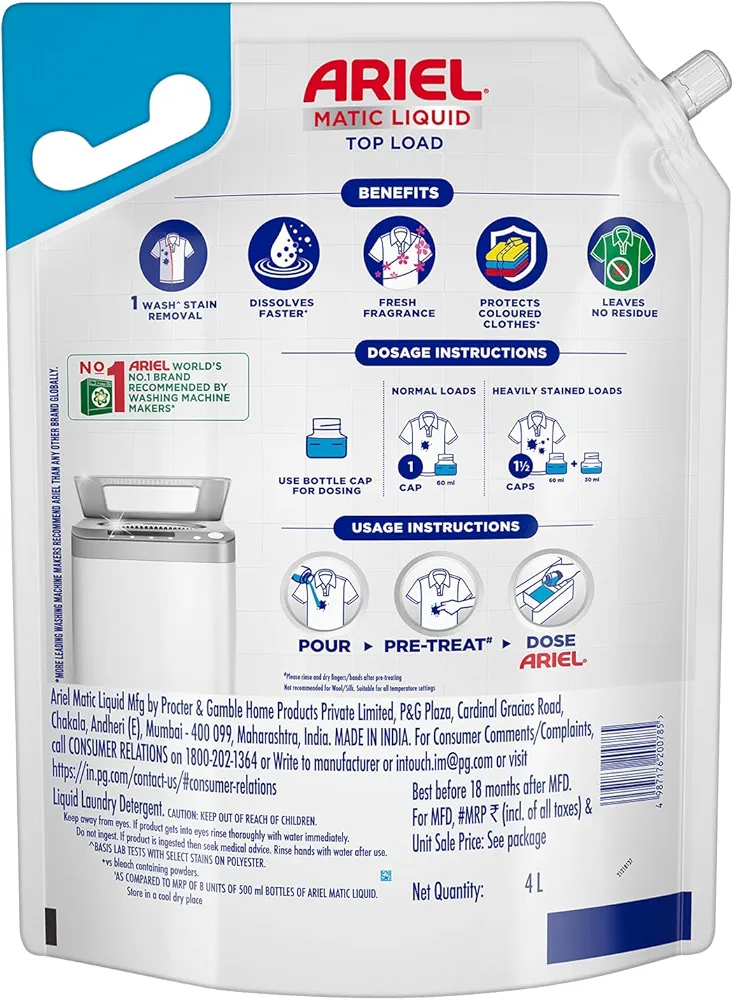 ARIEL
MATIC LIQUID
TOP LOAD
BENEFITS
1 WASH^ STAIN
REMOVAL
DISSOLVES
FASTER*
FRESH
FRAGRANCE
PROTECTS
COLOURED
CLOTHES*
LEAVES
NO RESIDUE
NO 1 ARIEL WORLD'S
NO.1 BRAND
RECOMMENDED BY
WASHING MACHINE
MAKERS*
*MORE LEADING WASHING MACHINE MAKERS RECOMMEND ARIEL THAN ANY OTHER BRAND GLOBALLY.
DOSAGE INSTRUCTIONS
USE BOTTLE CAP
FOR DOSING
NORMAL LOADS
1
CAP
60 ml
HEAVILY STAINED LOADS
1½
CAPS
60 ml + 30 ml
USAGE INSTRUCTIONS
POUR ▸ PRE-TREAT# ▸ DOSE
ARIEL.
#Please rinse and dry fingers/hands after pre-treating
Not recommended for Wool/Silk. Suitable for all temperature settings
Ariel Matic Liquid Mfg by Procter & Gamble Home Products Private Limited, P&G Plaza, Cardinal Gracias Road,
Chakala, Andheri (E), Mumbai - 400 099, Maharashtra, India. MADE IN INDIA. For Consumer Comments/Complaints,
call CONSUMER RELATIONS on 1800-202-1364 or Write to manufacturer or intouch.im@pg.com or visit
https://in.pg.com/contact-us/#consumer-relations
Liquid Laundry Detergent. CAUTION: KEEP OUT OF REACH OF CHILDREN.
Keep away from eyes. If product gets into eyes rinse thoroughly with water immediately.
Do not ingest. If product is ingested then seek medical advice. Rinse hands with water after use.
^BASIS LAB TESTS WITH SELECT STAINS ON POLYESTER.
+vs bleach containing powders.
'AS COMPARED TO MRP OF 8 UNITS OF 500 ml BOTTLES OF ARIEL MATIC LIQUID.
Store in a cool dry place
Best before 18 months after MFD.
For MFD, #MRP ₹ (incl. of all taxes) &
Unit Sale Price: See package
Net Quantity: 4 L
4 987176 200785 >